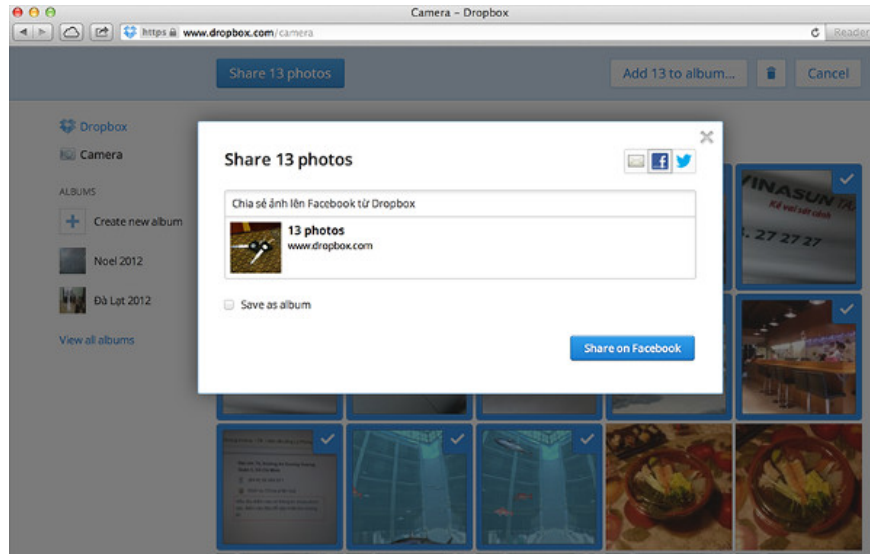 Camera – Dropbox
https www.dropbox.com/camera
Reader
Share 13 photos
Add 13 to album...
Cancel
Dropbox
Camera
ALBUMS
Create new album
Noel 2012
Đà Lạt 2012
View all albums
Share 13 photos
Chia sẻ ảnh lên Facebook từ Dropbox
13 photos
www.dropbox.com
Save as album
Share on Facebook
VINASUN
27 27 27